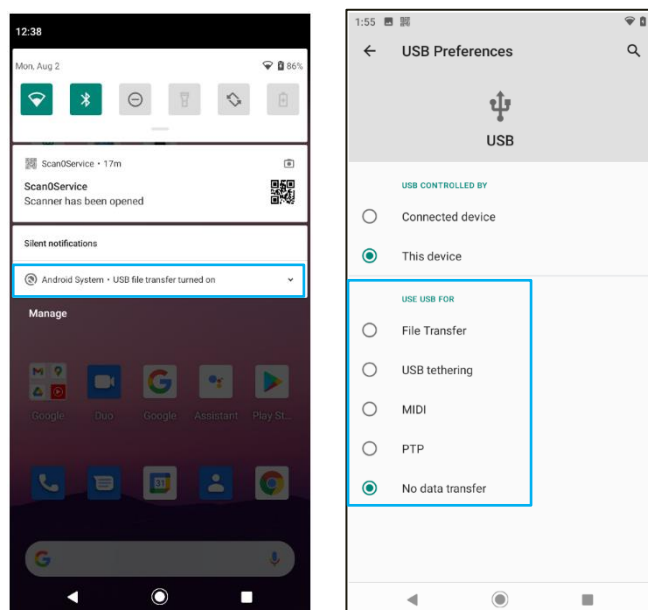 12:38
Mon, Aug 2
86%
Scan0Service • 17m
Scan0Service
Scanner has been opened
Silent notifications
Android System • USB file transfer turned on
Manage
Google
Duo
Google
Assistant
Play St...
31
1:55
USB Preferences
USB
USB CONTROLLED BY
Connected device
This device
USE USB FOR
File Transfer
USB tethering
MIDI
PTP
No data transfer